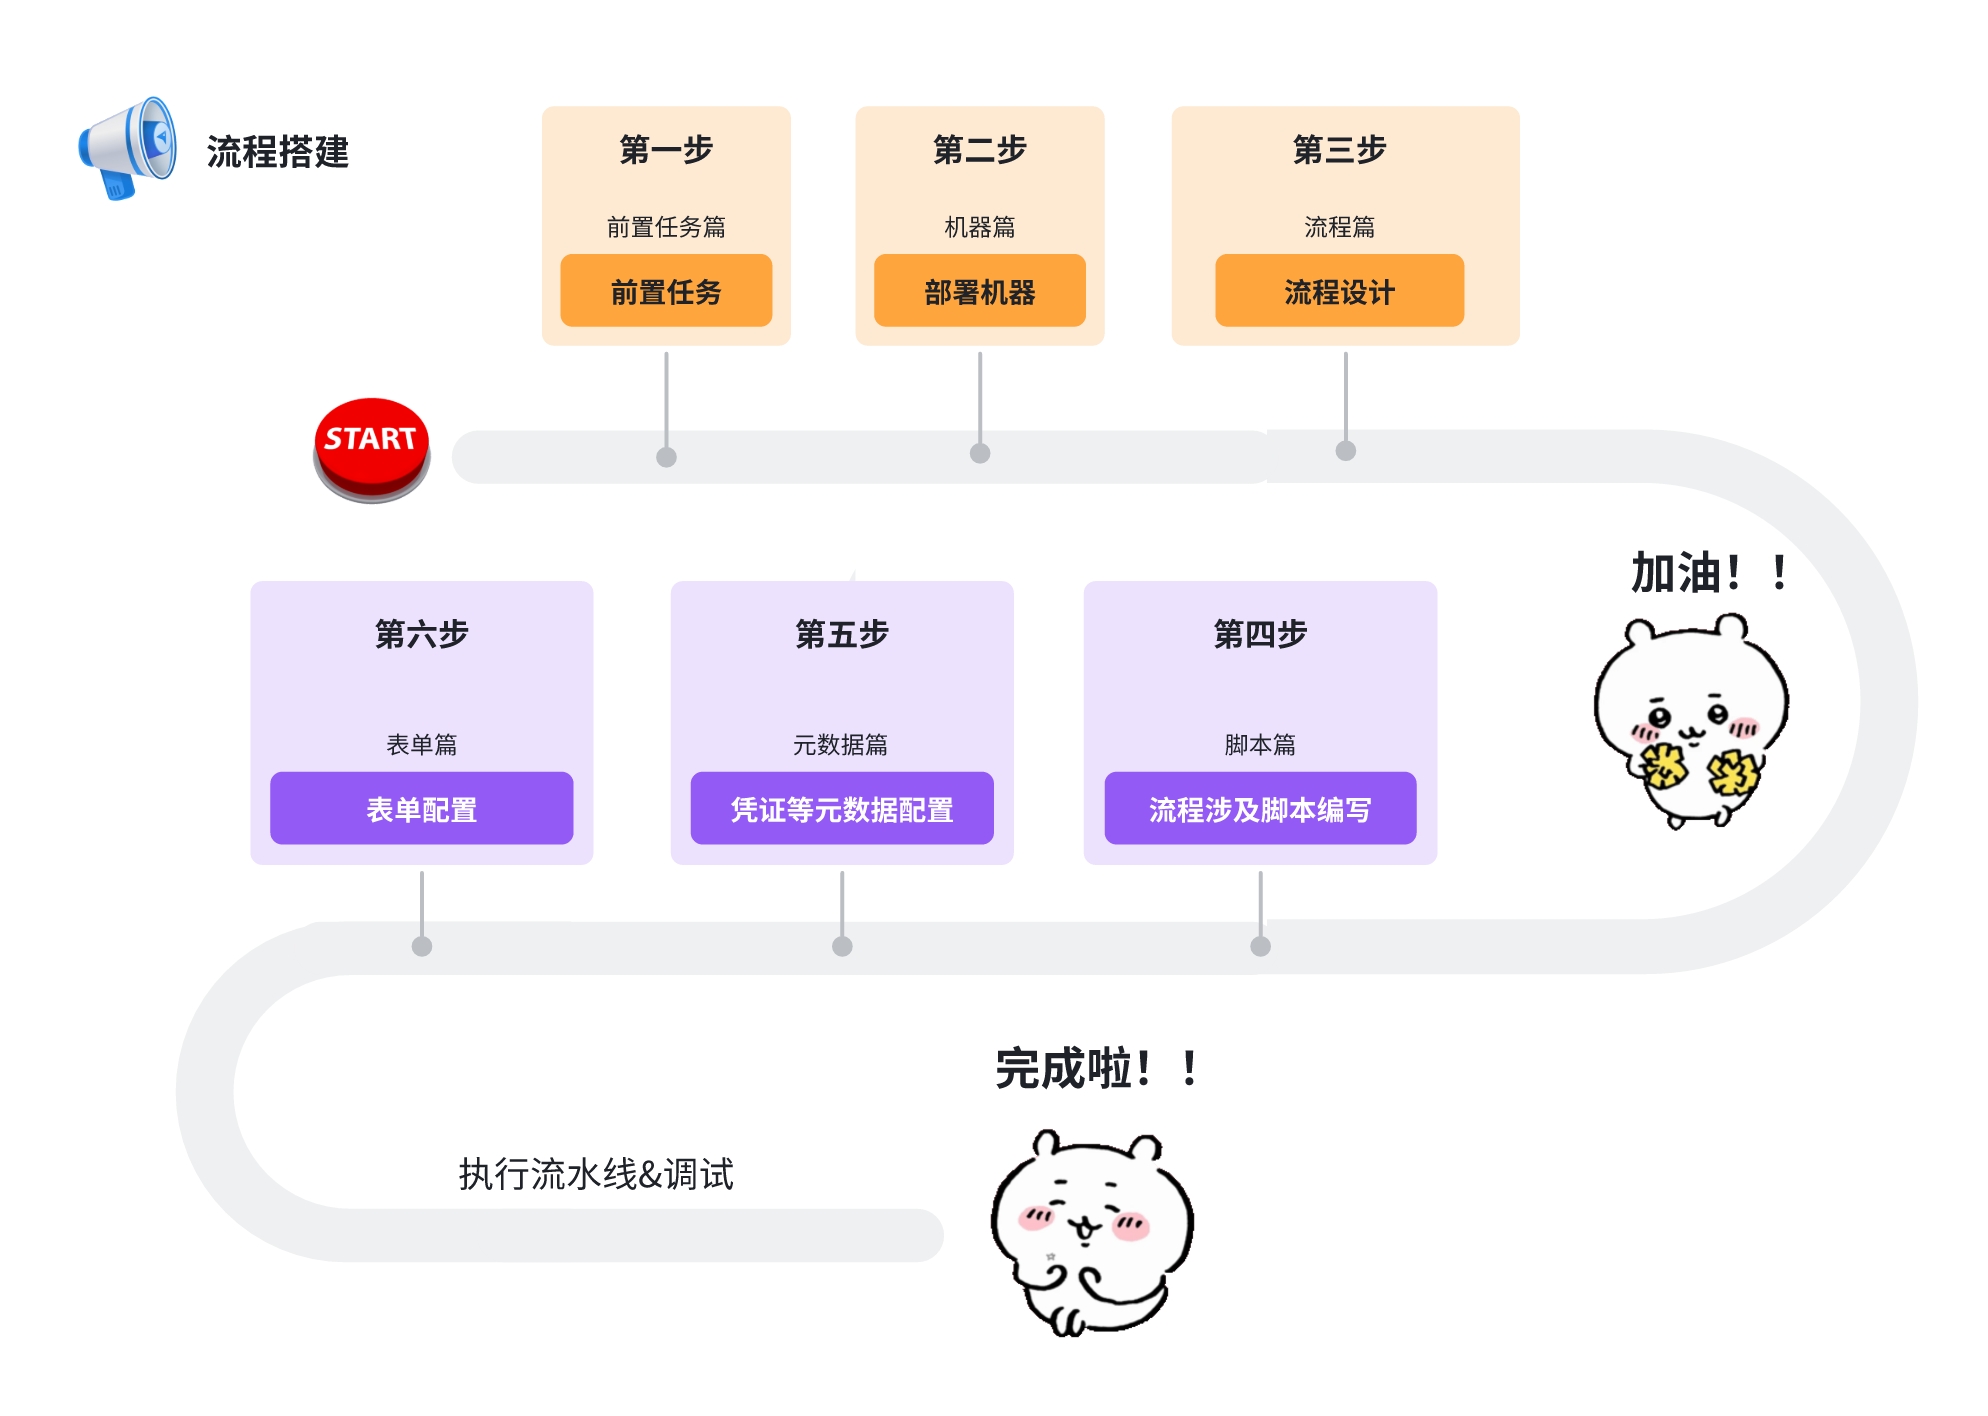 流程搭建
第一步
前置任务篇
前置任务
第二步
机器篇
部署机器
第三步
流程篇
流程设计
START
加油！！
第四步
脚本篇
流程涉及脚本编写
第五步
元数据篇
凭证等元数据配置
第六步
表单篇
表单配置
执行流水线&调试
完成啦！！